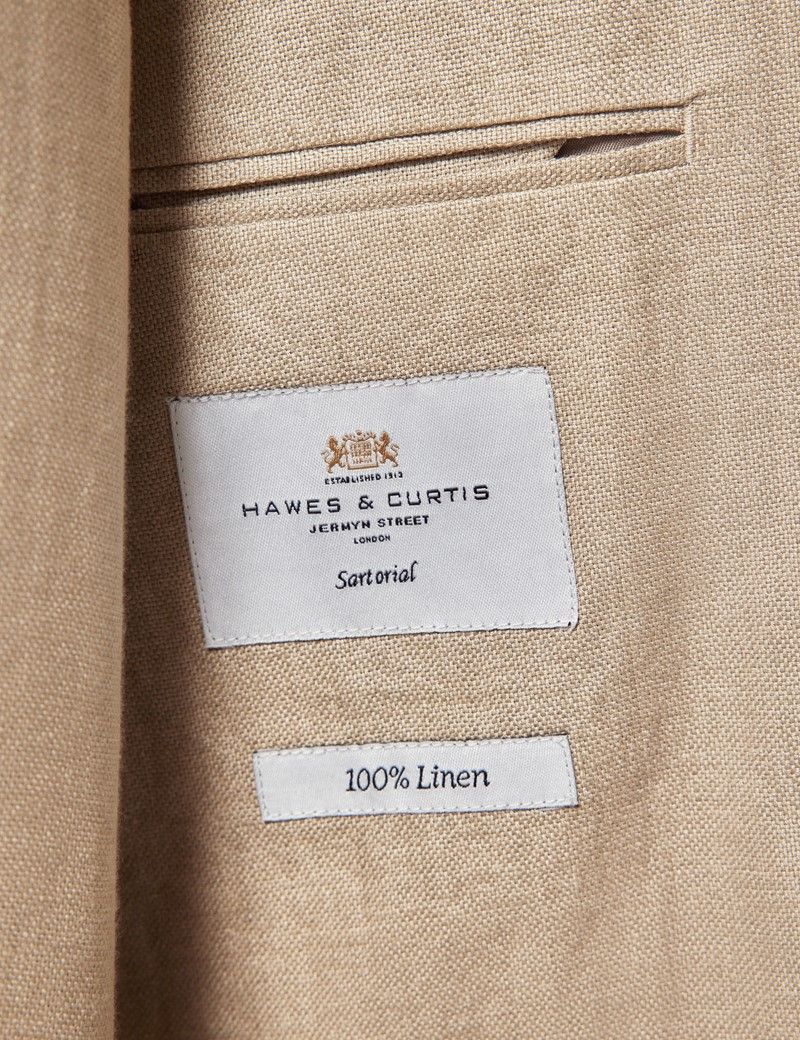 ESTABLISHED 1913
HAWES & CURTIS
JERMYN STREET
LONDON
Sartorial
100% Linen